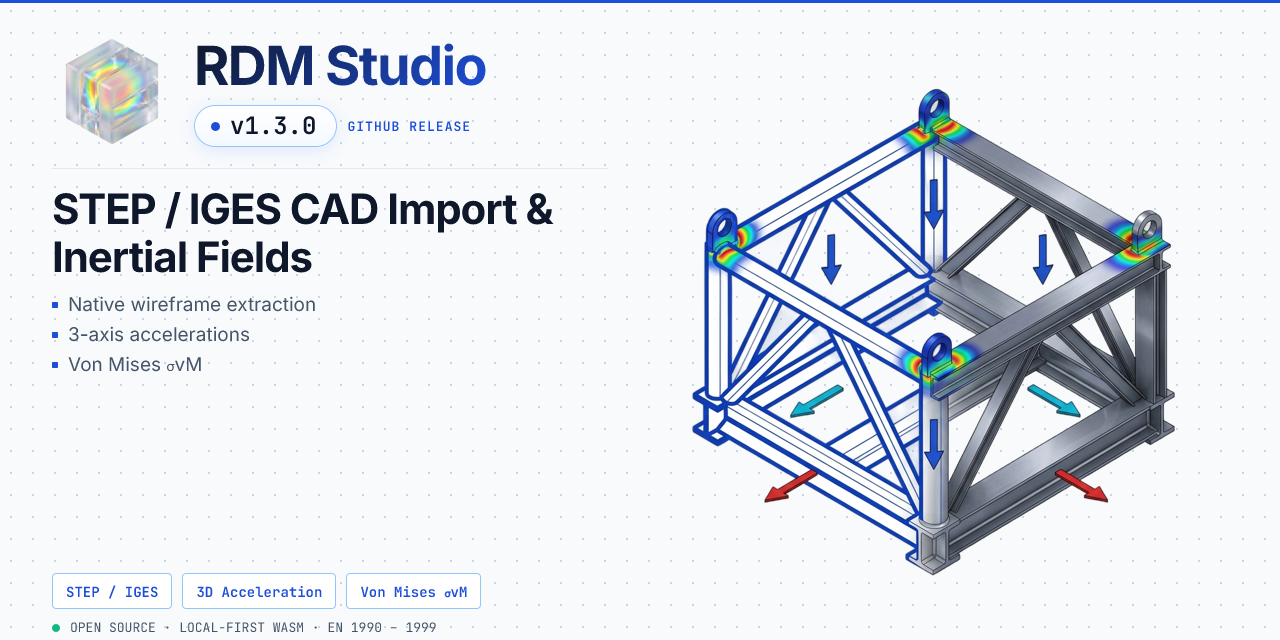 RDM Studio
v1.3.0 GITHUB RELEASE
STEP / IGES CAD Import &
Inertial Fields
Native wireframe extraction
3-axis accelerations
Von Mises σvM
STEP / IGES 3D Acceleration Von Mises σvM
OPEN SOURCE · LOCAL-FIRST WASM · EN 1990 – 1999